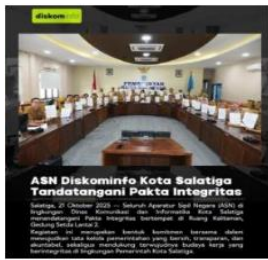 diskominfo
ASN Diskominfo Kota Salatiga
Tandatangani Pakta Integritas
Salatiga, 21 Oktober 2025 — Seluruh Aparatur Sipil Negara (ASN) di
lingkungan Dinas Komunikasi dan Informatika Kota Salatiga
menandatangani Pakta Integritas bertempat di Ruang Kalitaman,
Gedung Setda Lantai 2.
Kegiatan ini merupakan bentuk komitmen bersama dalam
mewujudkan tata kelola pemerintahan yang bersih, transparan, dan
akuntabel, sekaligus mendukung terwujudnya budaya kerja yang
berintegritas di lingkungan Pemerintah Kota Salatiga.